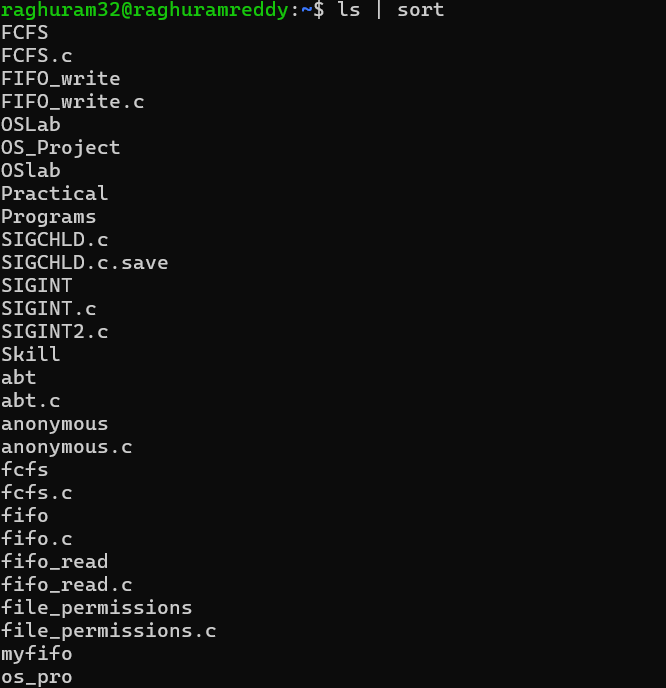 raghuram32@raghuramreddy:~$ ls | sort
FCFS
FCFS.c
FIFO_write
FIFO_write.c
OSLab
OS_Project
OSlab
Practical
Programs
SIGCHLD.c
SIGCHLD.c.save
SIGINT
SIGINT.c
SIGINT2.c
Skill
abt
abt.c
anonymous
anonymous.c
fcfs
fcfs.c
fifo
fifo.c
fifo_read
fifo_read.c
file_permissions
file_permissions.c
myfifo
os_pro